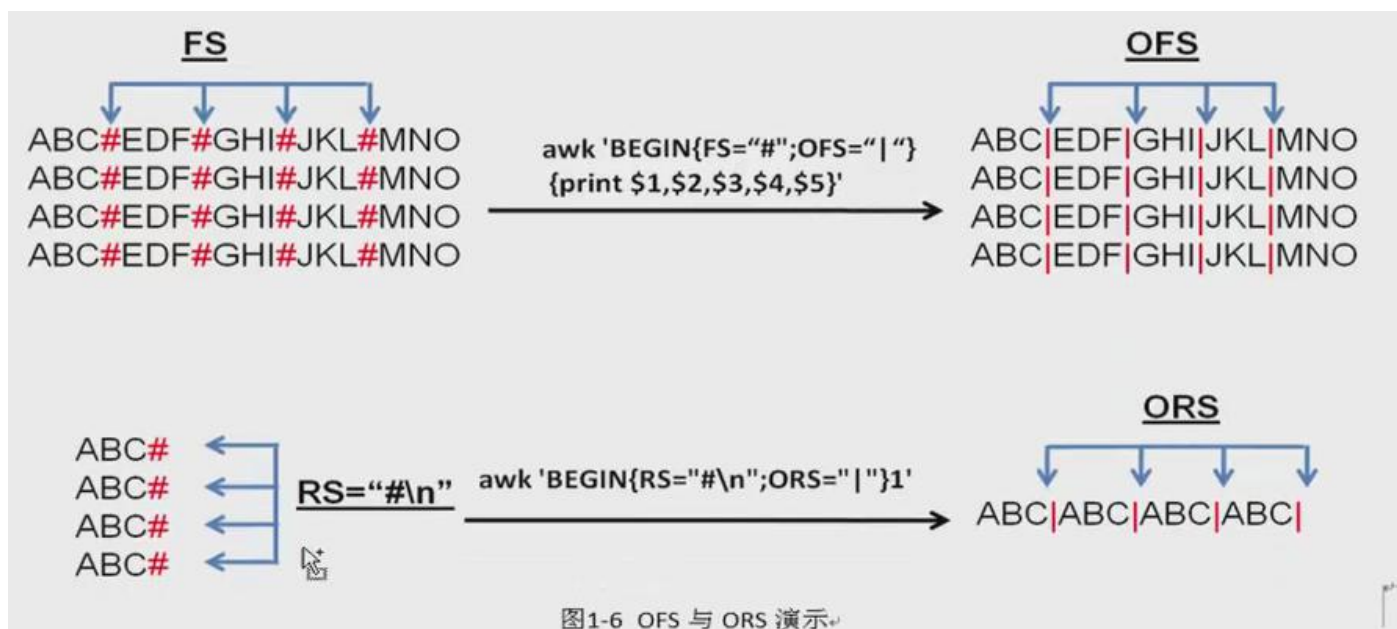 FS
ABC#EDF#GHI#JKL#MNO
ABC#EDF#GHI#JKL#MNO
ABC#EDF#GHI#JKL#MNO
ABC#EDF#GHI#JKL#MNO
awk 'BEGIN{FS=“#";OFS=“|“}
{print $1,$2,$3,$4,$5}'
OFS
ABC|EDF|GHI|JKL|MNO
ABC|EDF|GHI|JKL|MNO
ABC|EDF|GHI|JKL|MNO
ABC|EDF|GHI|JKL|MNO
ABC#
ABC#
ABC#
ABC#
RS=“#\n”
awk 'BEGIN{RS="#\n";ORS="|"}1'
ORS
ABC|ABC|ABC|ABC|
图1-6 OFS 与 ORS 演示